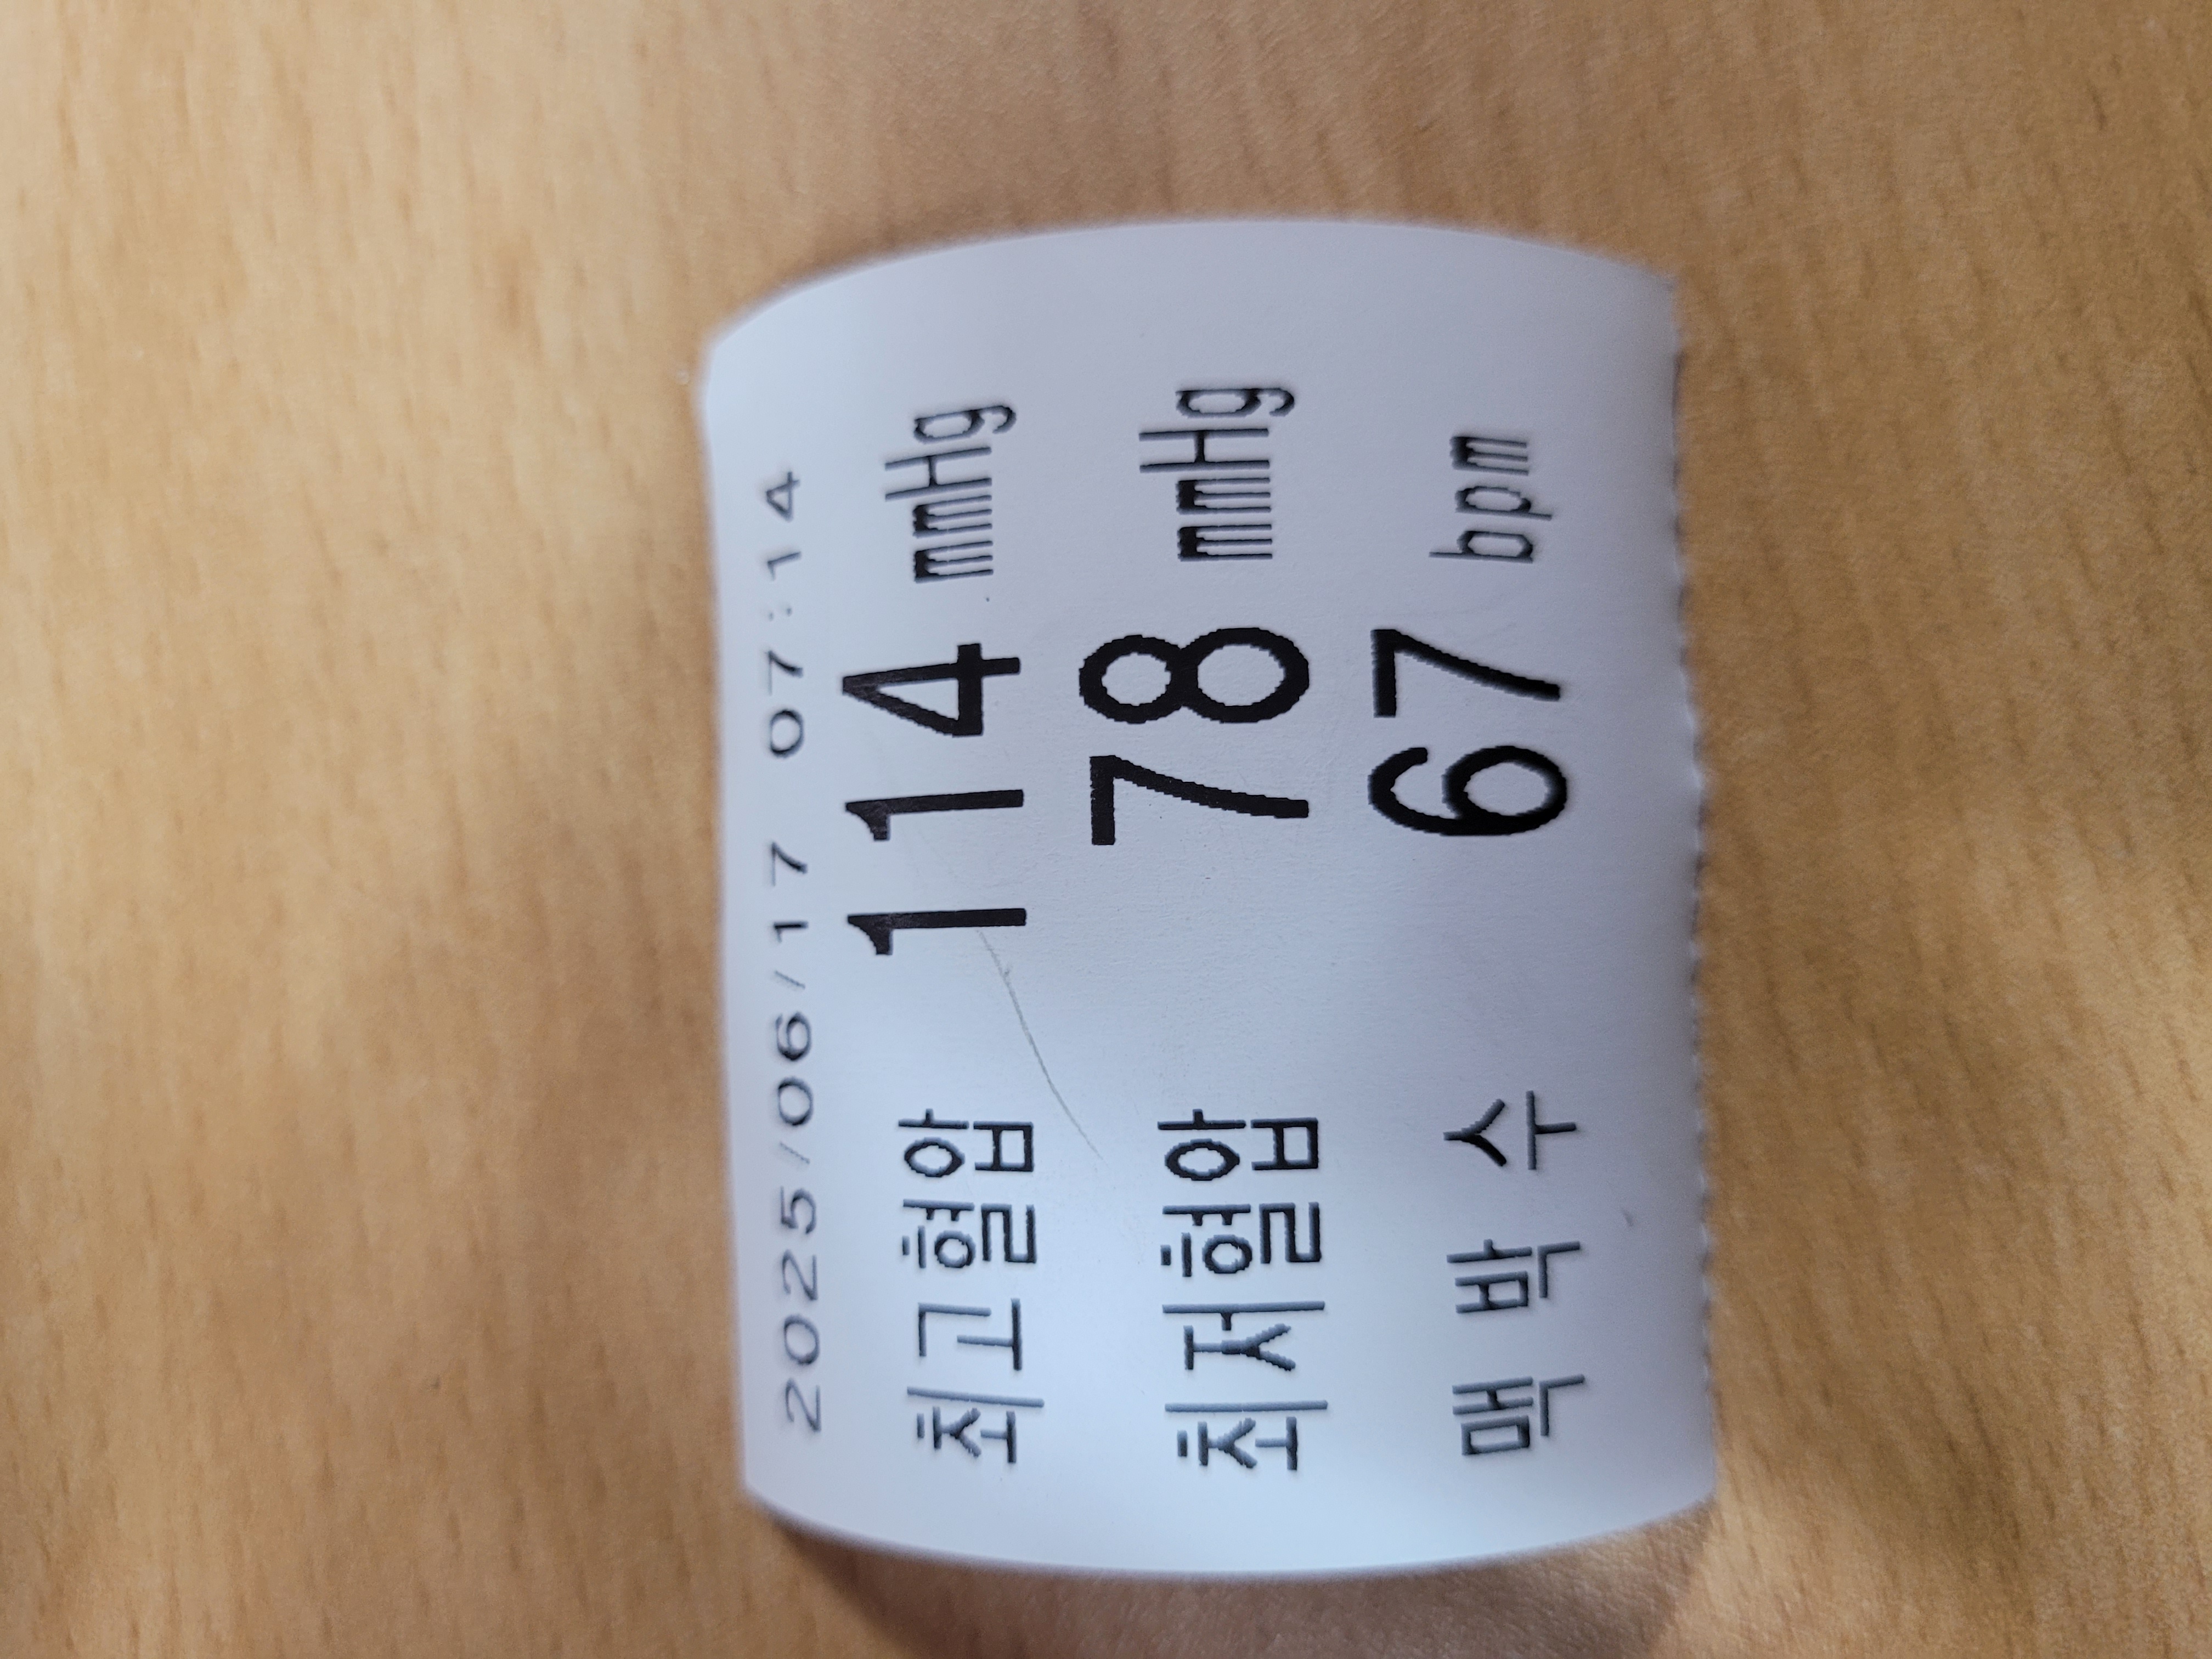 2025/06/17 07:14
최고혈압 114 mmHg
최저혈압 78 mmHg
맥박수 67 bpm